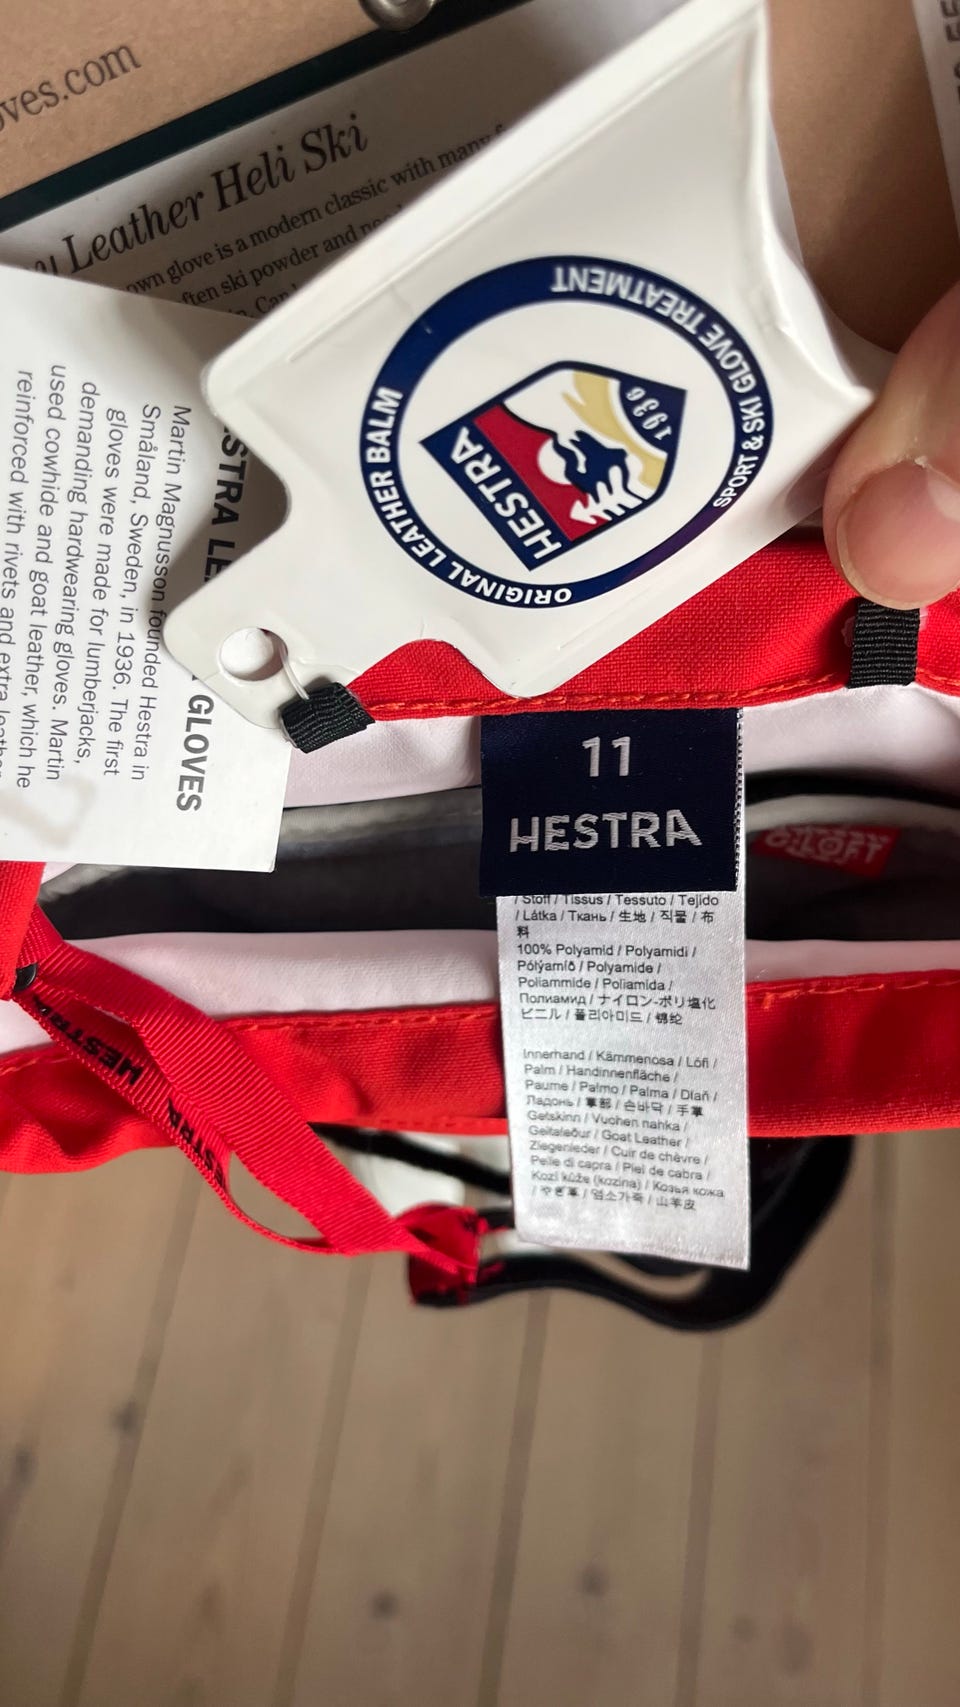 oves.com
Leather Heli Ski
own glove is a modern classic with many
ften ski powder and
ORIGINAL LEATHER BALM
SPORT & SKI GLOVE TREATMENT
HESTRA
1936
GLOVES
Martin Magnusson founded Hestra in
Småland, Sweden, in 1936. The first
gloves were made for lumberjacks,
demanding hardwearing gloves. Martin
used cowhide and goat leather, which he
reinforced with rivets and extra
11
HESTRA
/ Stoff / Tissus / Tessuto / Tejido
/ Látka / Ткань / 生地 / 직물 / 布
料
100% Polyamid / Polyamidi /
Pólýamíð / Polyamide /
Poliammide / Poliamida /
Полиамид / ナイロン-ポリ塩化
ビニル / 폴리아미드 / 锦纶
Innerhand / Kämmenosa / Lófi /
Palm / Handinnenfläche /
Paume / Palmo / Palma / Dlaň /
Ладонь / 掌部 / 손바닥 / 手掌
Getskinn / Vuohen nahka /
Geitaleður / Goat Leather /
Ziegenleder / Cuir de chèvre /
Pelle di capra / Piel de cabra /
Kozí kůže (kozina) / Козья кожа
/ やぎ革 / 염소가죽 / 山羊皮
G-LOFT
HESTRA
HESTRA